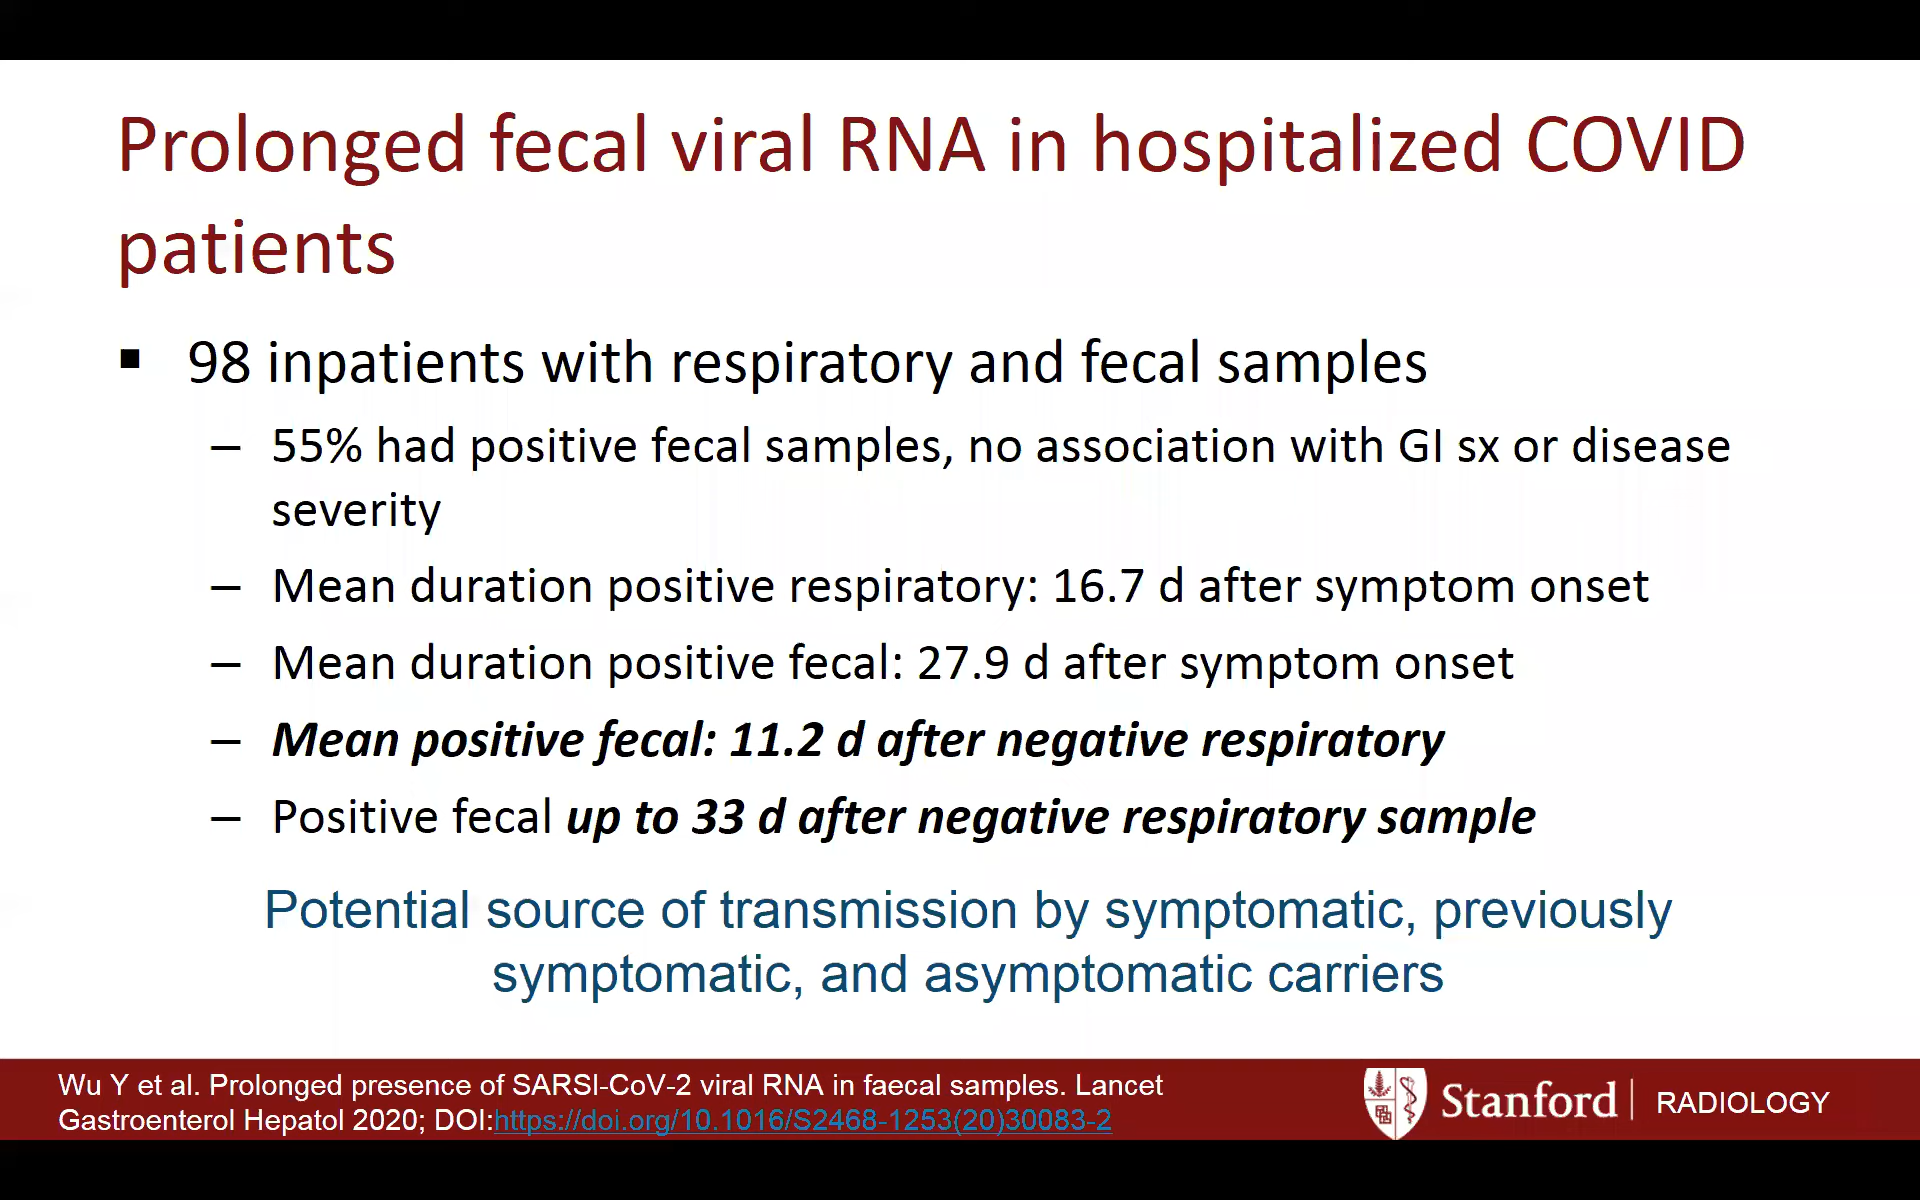 Prolonged fecal viral RNA in hospitalized COVID
patients
▪ 98 inpatients with respiratory and fecal samples
– 55% had positive fecal samples, no association with GI sx or disease
severity
– Mean duration positive respiratory: 16.7 d after symptom onset
– Mean duration positive fecal: 27.9 d after symptom onset
– Mean positive fecal: 11.2 d after negative respiratory
– Positive fecal up to 33 d after negative respiratory sample
Potential source of transmission by symptomatic, previously
symptomatic, and asymptomatic carriers
Wu Y et al. Prolonged presence of SARSI-CoV-2 viral RNA in faecal samples. Lancet
Gastroenterol Hepatol 2020; DOI:https://doi.org/10.1016/S2468-1253(20)30083-2
Stanford | RADIOLOGY